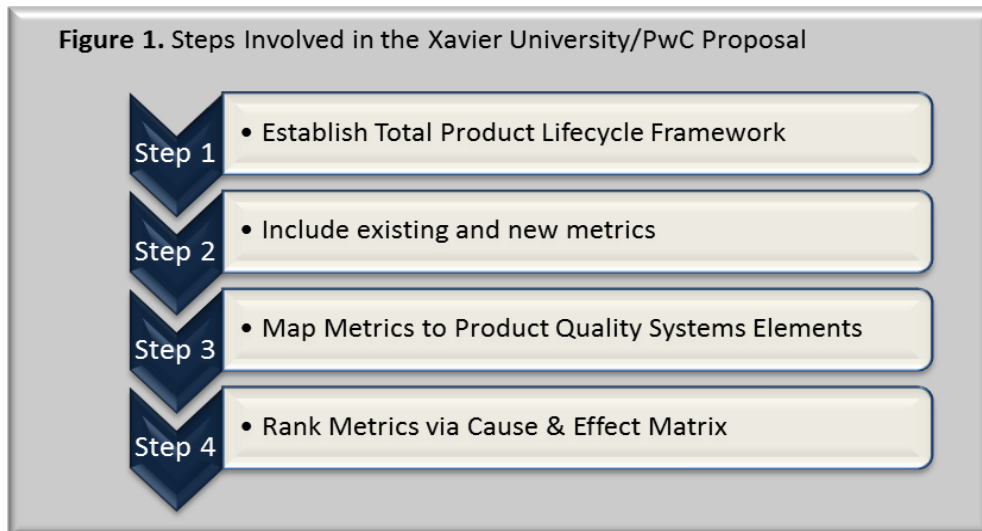 Figure 1. Steps Involved in the Xavier University/PwC Proposal
Step 1
• Establish Total Product Lifecycle Framework
Step 2
• Include existing and new metrics
Step 3
• Map Metrics to Product Quality Systems Elements
Step 4
• Rank Metrics via Cause & Effect Matrix